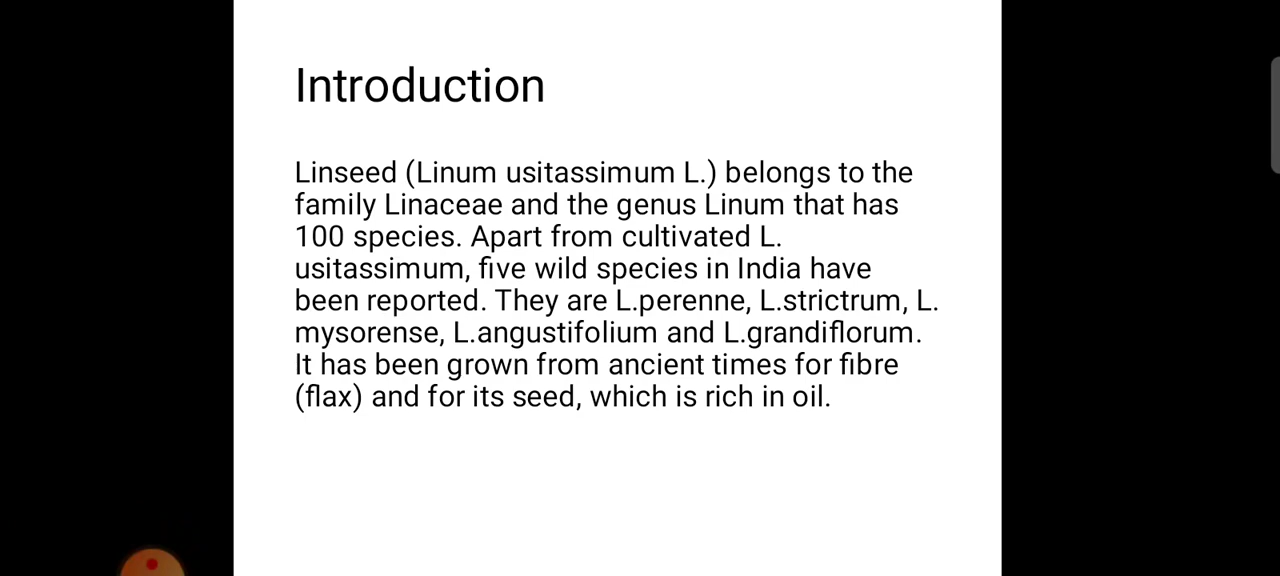 Introduction
Linseed (Linum usitassimum L.) belongs to the
family Linaceae and the genus Linum that has
100 species. Apart from cultivated L.
usitassimum, five wild species in India have
been reported. They are L.perenne, L.strictrum, L.
mysorense, L.angustifolium and L.grandiflorum.
It has been grown from ancient times for fibre
(flax) and for its seed, which is rich in oil.